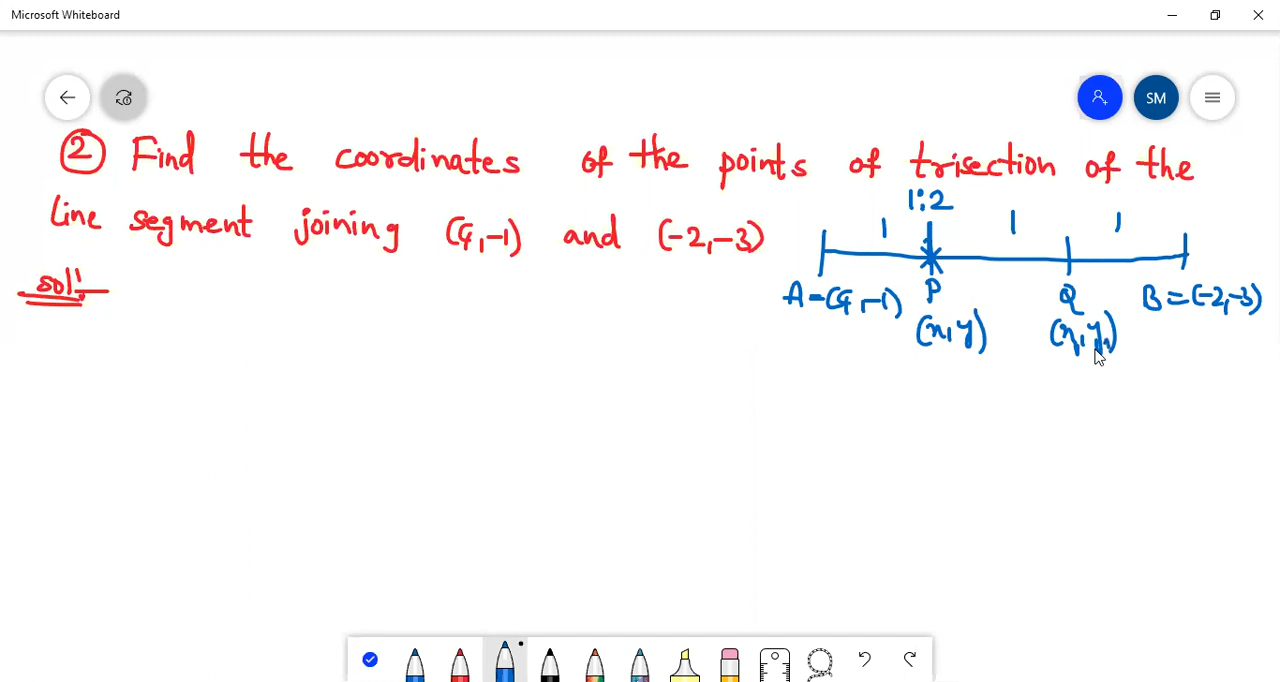 Microsoft Whiteboard
SM
② Find the coordinates of the points of trisection of the
line segment joining (4,-1) and (-2,-3)
sol!
1:2
1 1 1
A=(4,-1) P Q B=(-2,-3)
(x,y)